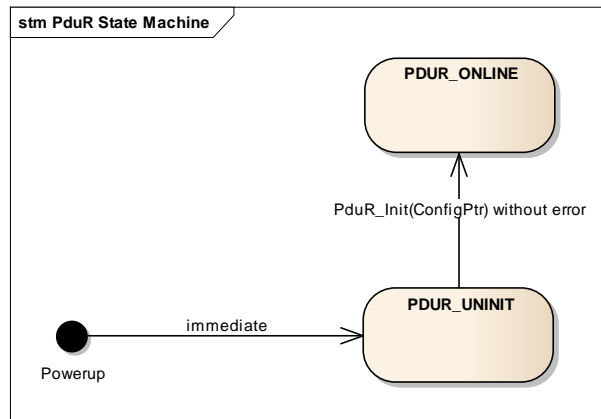 stm PduR State Machine
PDUR_ONLINE
PduR_Init(ConfigPtr) without error
PDUR_UNINIT
immediate
Powerup